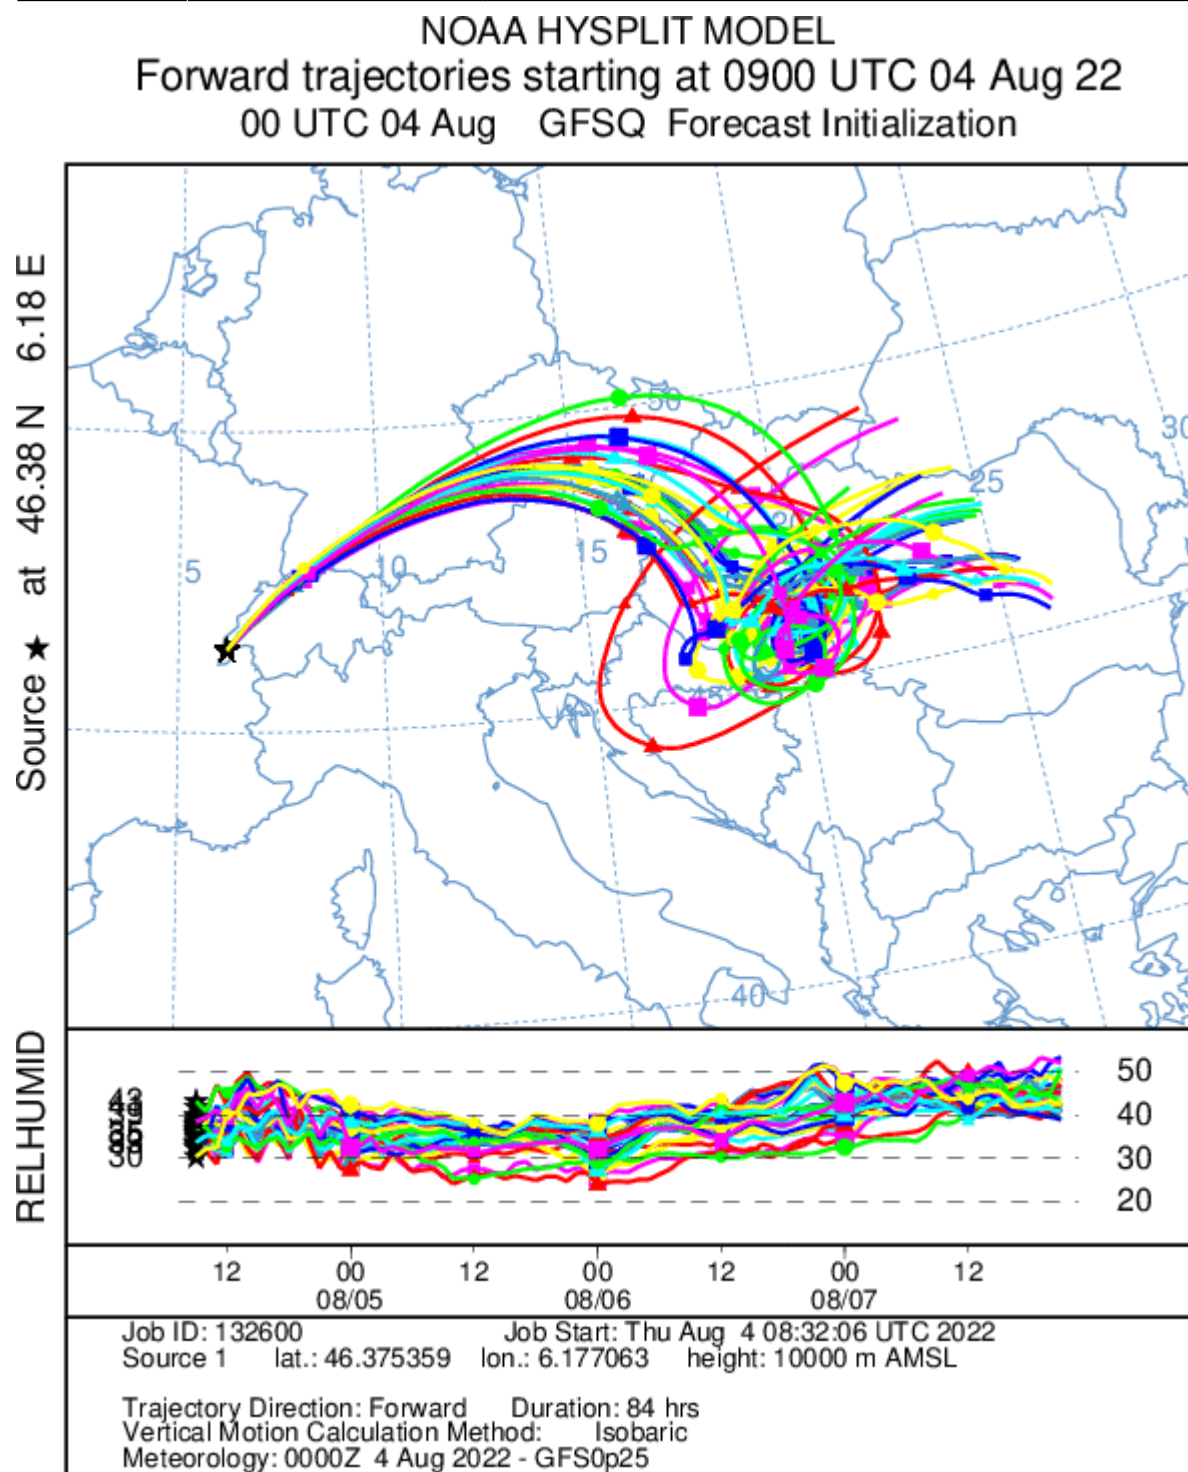 NOAA HYSPLIT MODEL
Forward trajectories starting at 0900 UTC 04 Aug 22
00 UTC 04 Aug GFSQ Forecast Initialization
Source ★ at 46.38 N 6.18 E
50
30
25
20
5
10
15
45
40
RELHUMID
43
30
50
40
30
20
12 00 12 00 12 00 12
08/05 08/06 08/07
Job ID: 132600 Job Start: Thu Aug 4 08:32:06 UTC 2022
Source 1 lat.: 46.375359 lon.: 6.177063 height: 10000 m AMSL
Trajectory Direction: Forward Duration: 84 hrs
Vertical Motion Calculation Method: Isobaric
Meteorology: 0000Z 4 Aug 2022 - GFS0p25